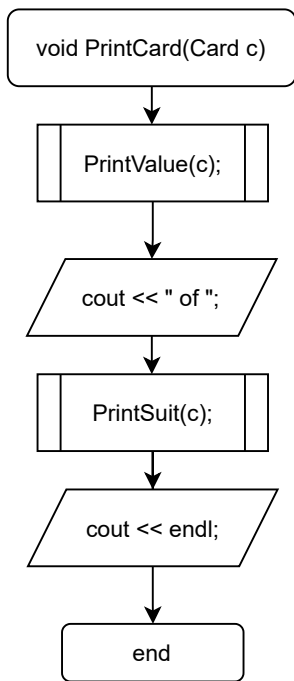 void PrintCard(Card c)
PrintValue(c);
cout << " of ";
PrintSuit(c);
cout << endl;
end